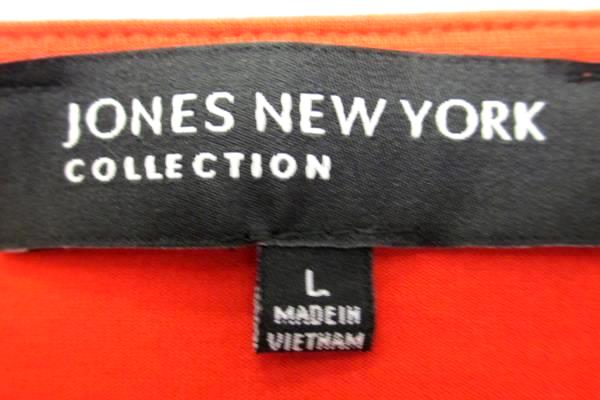 JONES NEW YORK
COLLECTION
L
MADE IN
VIETNAM